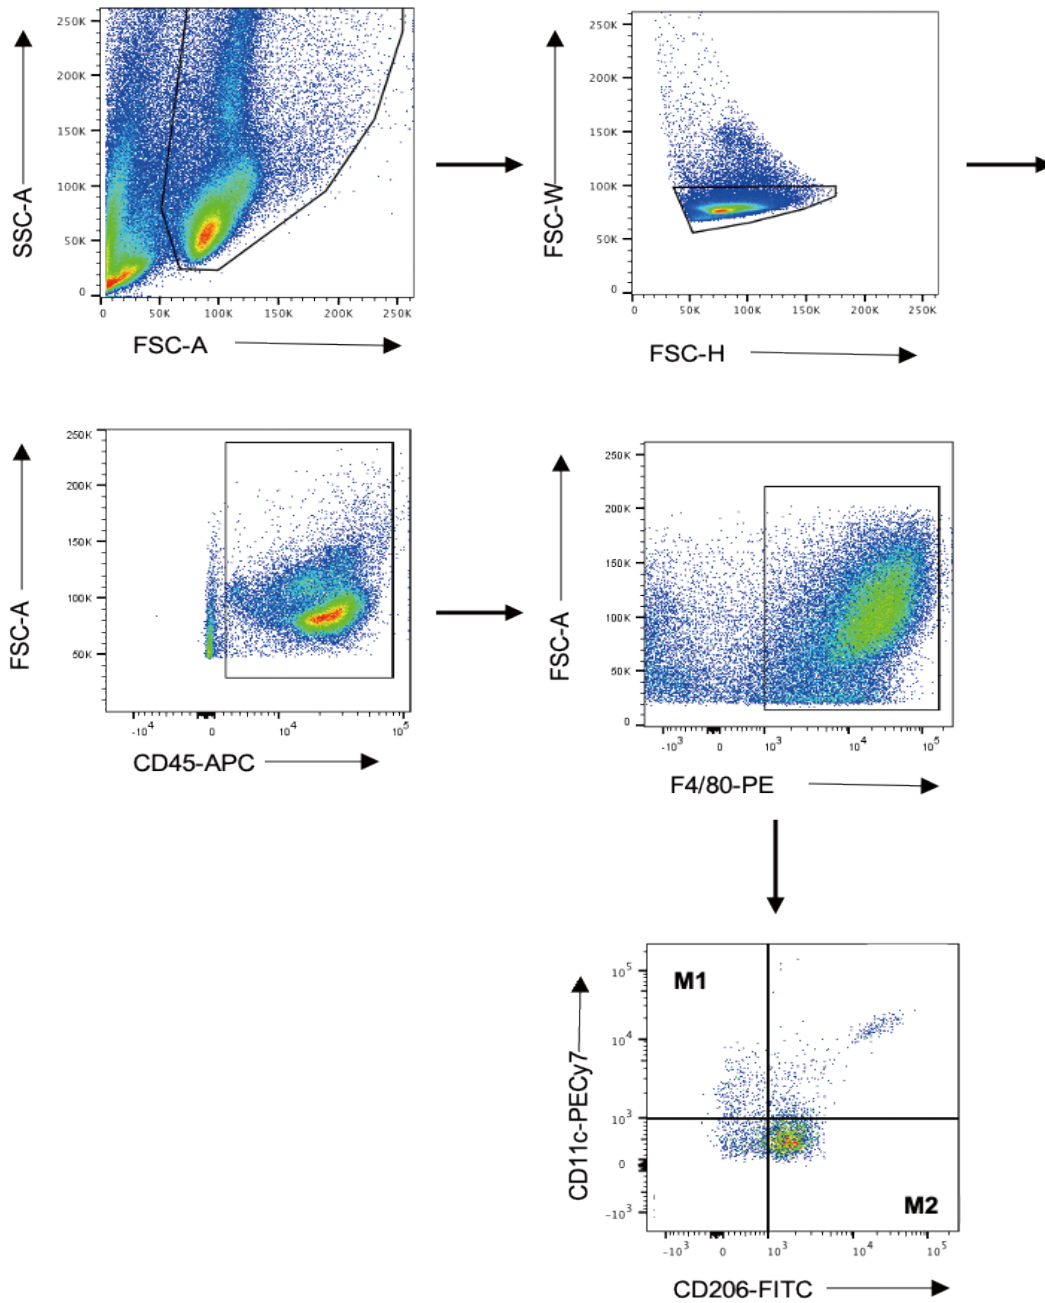 SSC-A
250K
200K
150K
100K
50K
0
0 50K 100K 150K 200K 250K
FSC-A
FSC-W
250K
200K
150K
100K
50K
0
0 50K 100K 150K 200K 250K
FSC-H
FSC-A
250K
200K
150K
100K
50K
-10⁴ 0 10⁴ 10⁵
CD45-APC
FSC-A
250K
200K
150K
100K
50K
0
-10³ 0 10³ 10⁴ 10⁵
F4/80-PE
CD11c-PECy7
10⁵
10⁴
10³
0
-10³
M1
M2
-10³ 0 10³ 10⁴ 10⁵
CD206-FITC